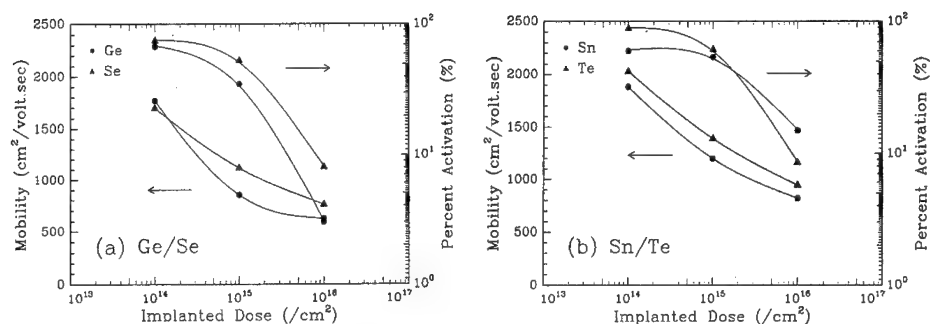 Mobility (cm²/volt.sec)
2500
2000
1500
1000
500
0
Ge
Se
(a) Ge/Se
10¹³
10¹⁴
10¹⁵
10¹⁶
10¹⁷
Implanted Dose (/cm²)
10²
10¹
10⁰
Percent Activation (%)
Mobility (cm²/volt.sec)
2500
2000
1500
1000
500
0
Sn
Te
(b) Sn/Te
10¹³
10¹⁴
10¹⁵
10¹⁶
10¹⁷
Implanted Dose (/cm²)
10²
10¹
10⁰
Percent Activation (%)